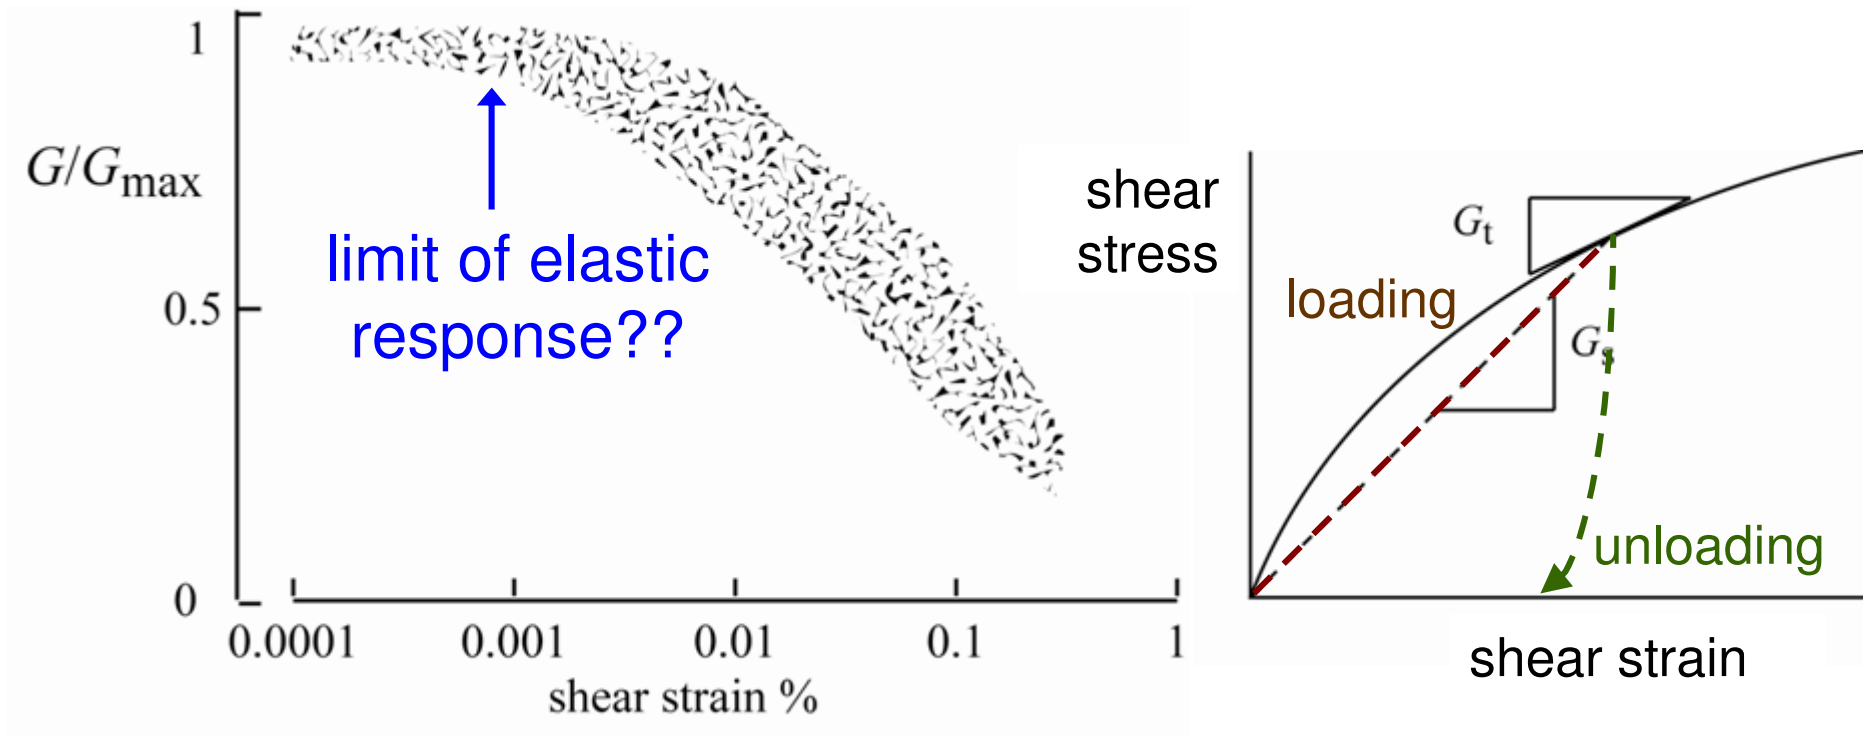 1
G/Gmax
limit of elastic
response??
0.5
0
0.0001 0.001 0.01 0.1 1
shear strain %
shear
stress
Gt
loading
Gs
unloading
shear strain